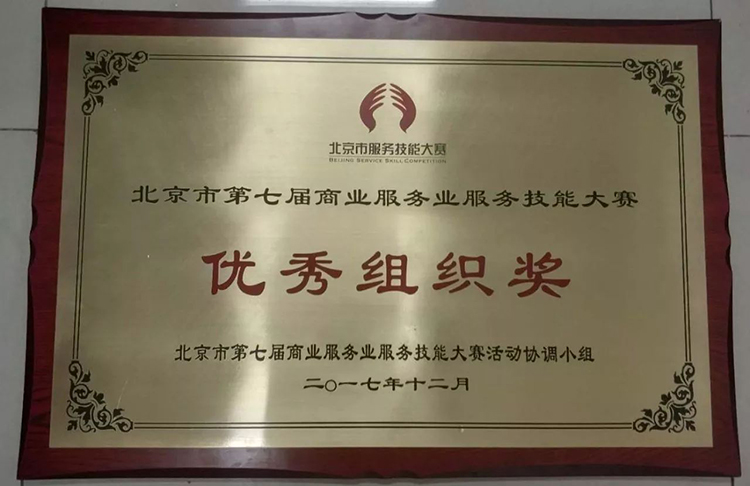 北京市服务技能大赛
BEIJING SERVICE SKILL COMPETITION
北京市第七届商业服务业服务技能大赛
优秀组织奖
北京市第七届商业服务业服务技能大赛活动协调小组
二〇一七年十二月